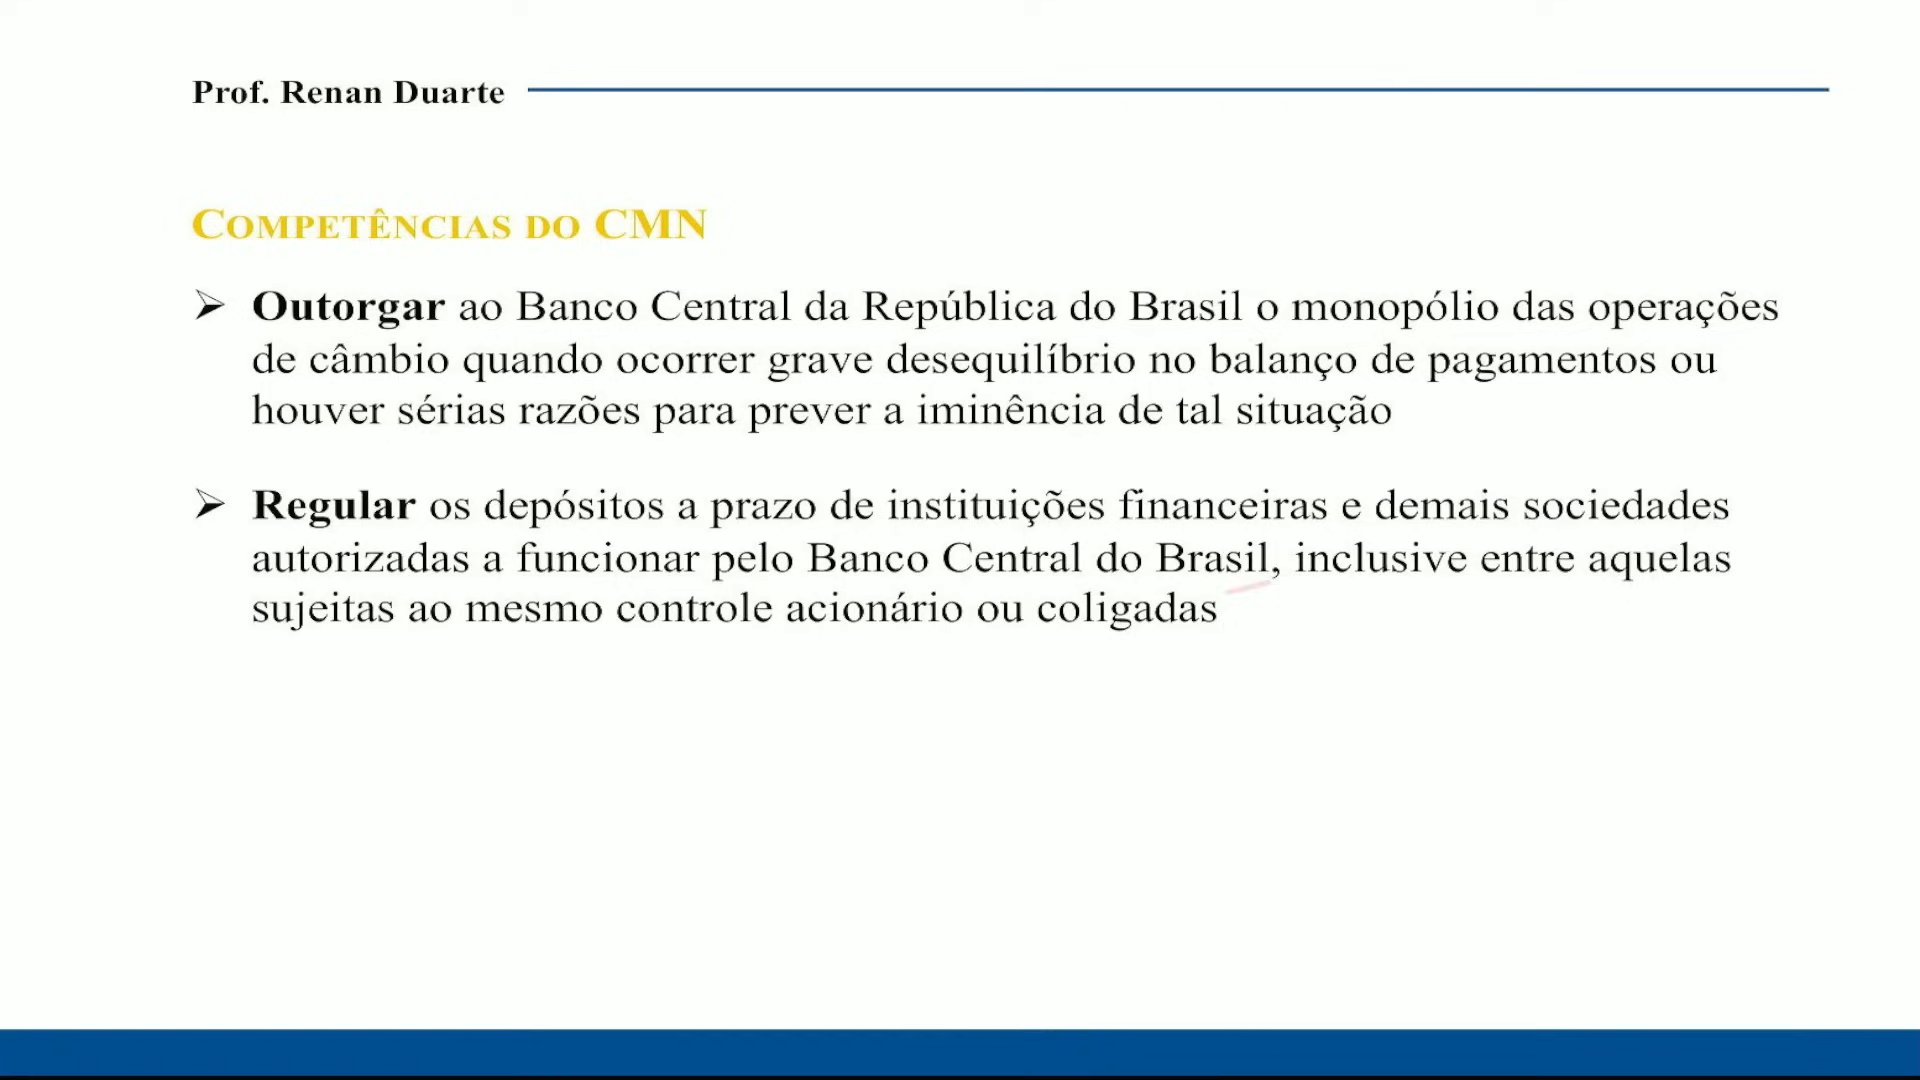 Prof. Renan Duarte
COMPETÊNCIAS DO CMN
➢ Outorgar ao Banco Central da República do Brasil o monopólio das operações
de câmbio quando ocorrer grave desequilíbrio no balanço de pagamentos ou
houver sérias razões para prever a iminência de tal situação
➢ Regular os depósitos a prazo de instituições financeiras e demais sociedades
autorizadas a funcionar pelo Banco Central do Brasil, inclusive entre aquelas
sujeitas ao mesmo controle acionário ou coligadas